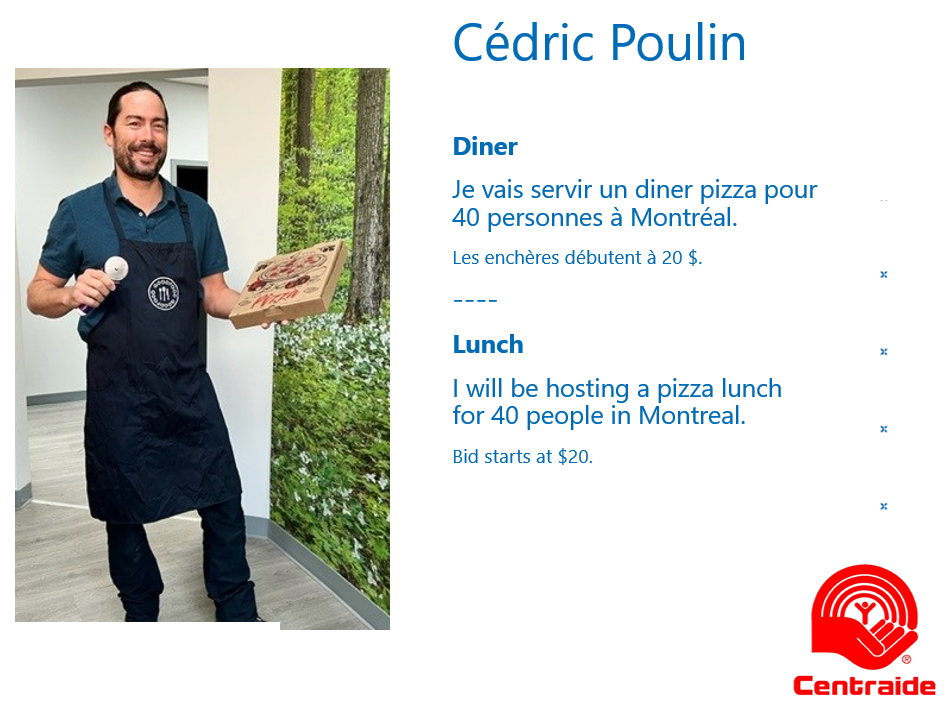 Cédric Poulin
Diner
Je vais servir un diner pizza pour
40 personnes à Montréal.
Les enchères débutent à 20 $.
----
Lunch
I will be hosting a pizza lunch
for 40 people in Montreal.
Bid starts at $20.
PIZZA
®
Centraide